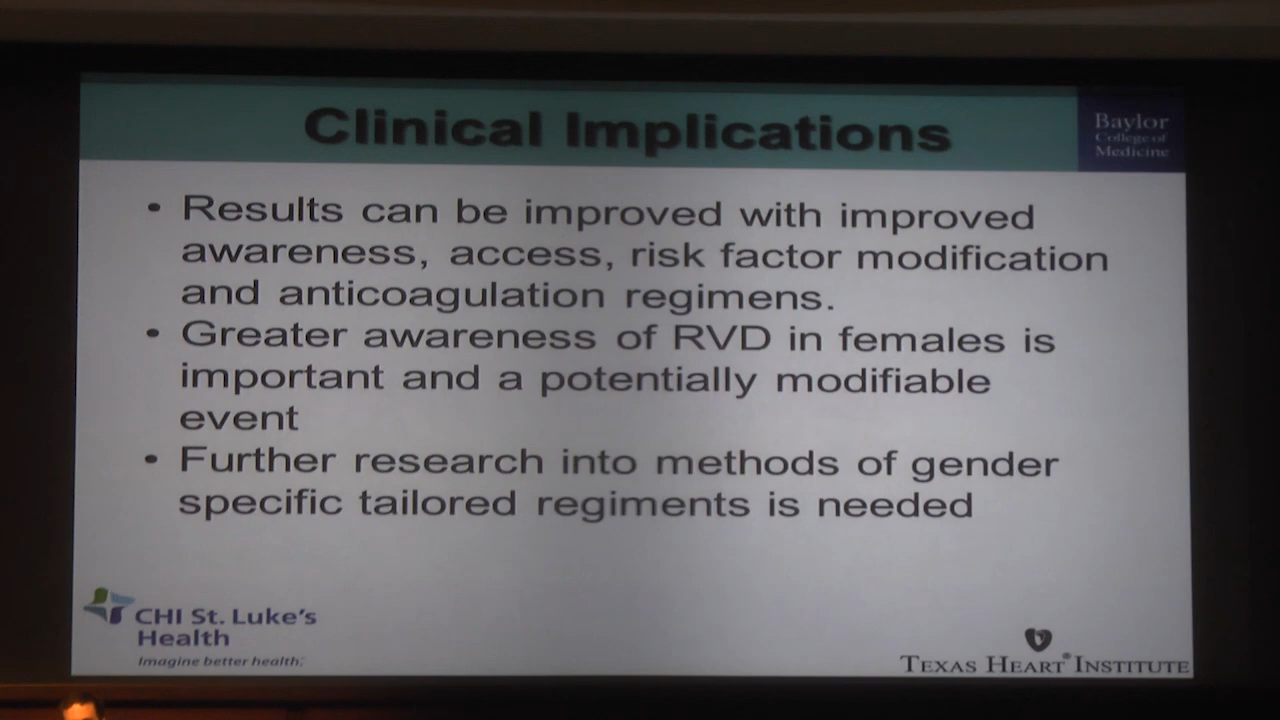 Clinical Implications
Baylor
College of
Medicine
• Results can be improved with improved
awareness, access, risk factor modification
and anticoagulation regimens.
• Greater awareness of RVD in females is
important and a potentially modifiable
event
• Further research into methods of gender
specific tailored regiments is needed
CHI St. Luke's
Health
Imagine better health.
TEXAS HEART® INSTITUTE